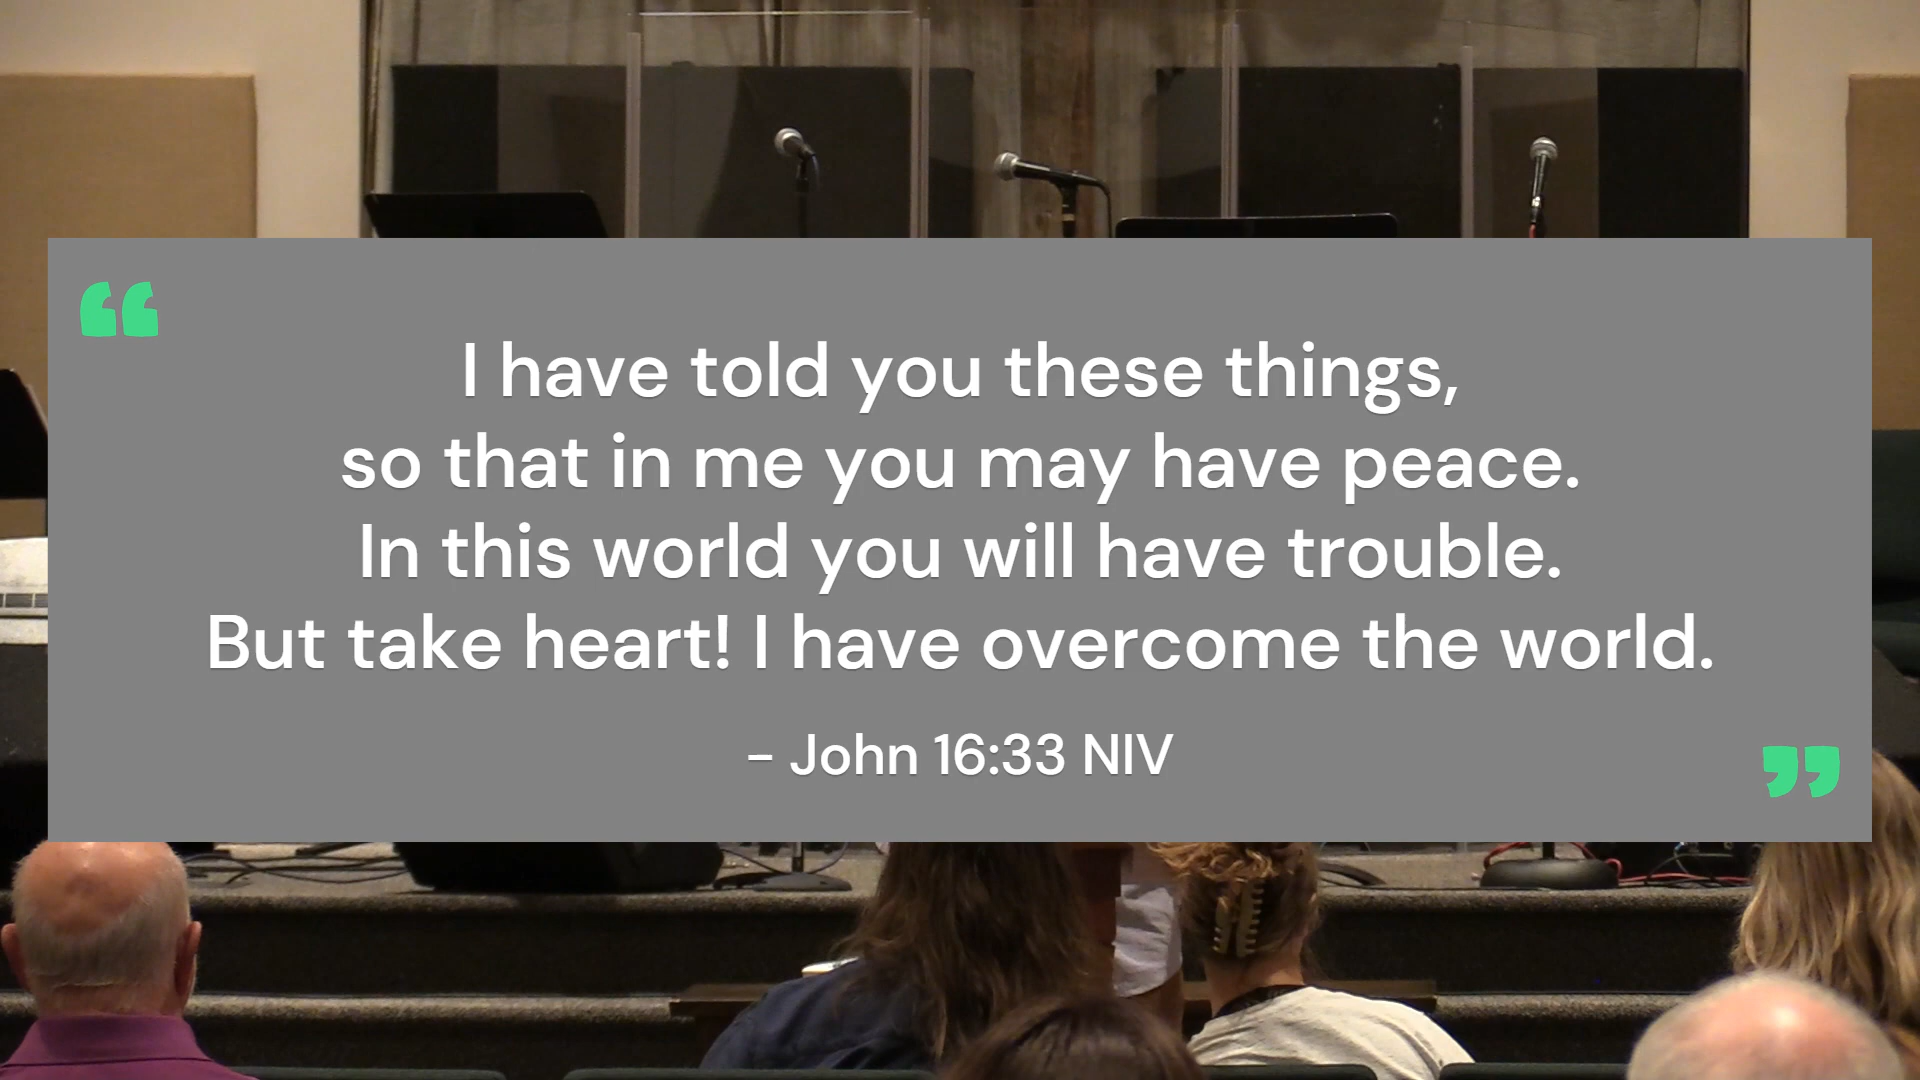 “
I have told you these things,
so that in me you may have peace.
In this world you will have trouble.
But take heart! I have overcome the world.
– John 16:33 NIV
”